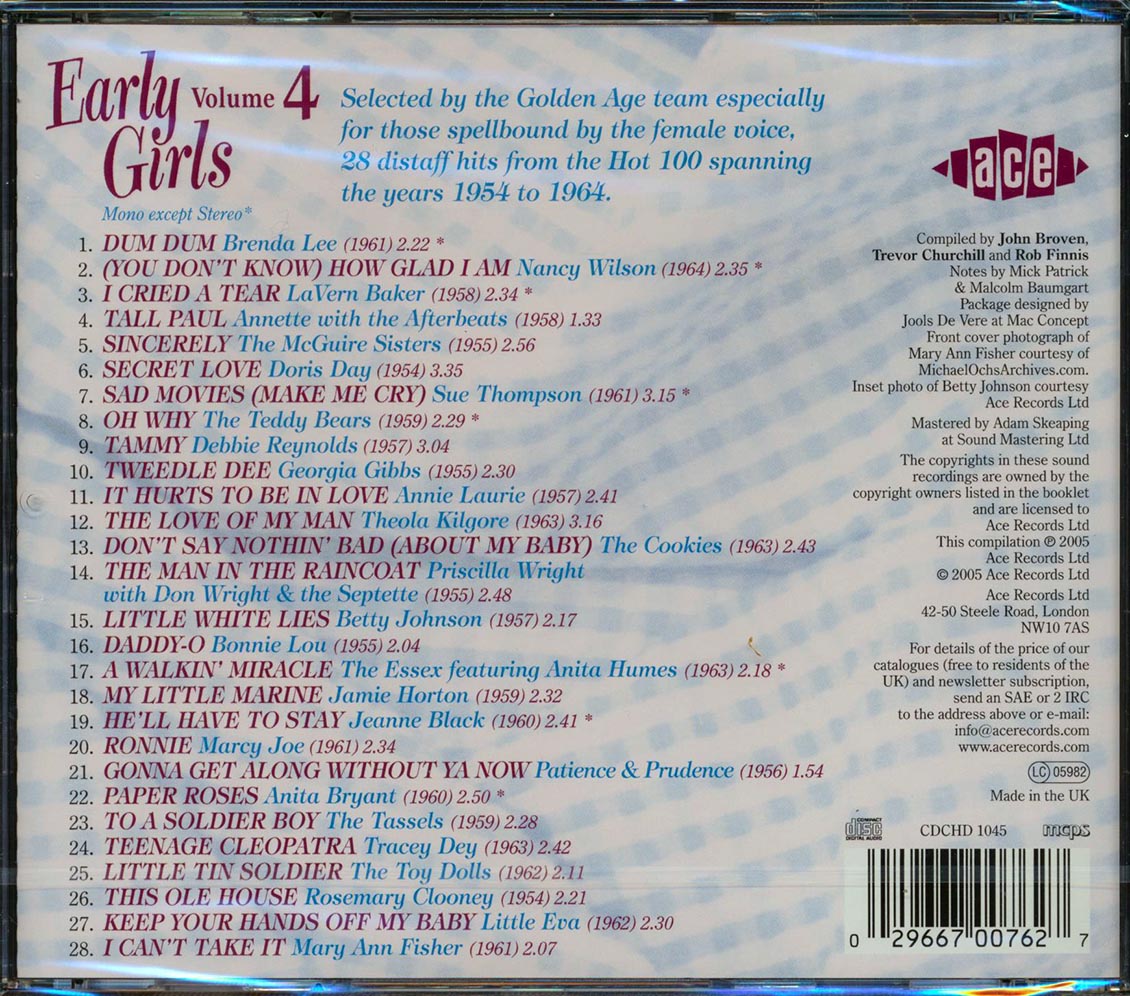 Early Girls Volume 4
Selected by the Golden Age team especially
for those spellbound by the female voice,
28 distaff hits from the Hot 100 spanning
the years 1954 to 1964.
Mono except Stereo*
1. DUM DUM Brenda Lee (1961) 2.22 *
2. (YOU DON'T KNOW) HOW GLAD I AM Nancy Wilson (1964) 2.35 *
3. I CRIED A TEAR LaVern Baker (1958) 2.34 *
4. TALL PAUL Annette with the Afterbeats (1958) 1.33
5. SINCERELY The McGuire Sisters (1955) 2.56
6. SECRET LOVE Doris Day (1954) 3.35
7. SAD MOVIES (MAKE ME CRY) Sue Thompson (1961) 3.15 *
8. OH WHY The Teddy Bears (1959) 2.29 *
9. TAMMY Debbie Reynolds (1957) 3.04
10. TWEEDLE DEE Georgia Gibbs (1955) 2.30
11. IT HURTS TO BE IN LOVE Annie Laurie (1957) 2.41
12. THE LOVE OF MY MAN Theola Kilgore (1963) 3.16
13. DON'T SAY NOTHIN' BAD (ABOUT MY BABY) The Cookies (1963) 2.43
14. THE MAN IN THE RAINCOAT Priscilla Wright
with Don Wright & the Septette (1955) 2.48
15. LITTLE WHITE LIES Betty Johnson (1957) 2.17
16. DADDY-O Bonnie Lou (1955) 2.04
17. A WALKIN' MIRACLE The Essex featuring Anita Humes (1963) 2.18 *
18. MY LITTLE MARINE Jamie Horton (1959) 2.32
19. HE'LL HAVE TO STAY Jeanne Black (1960) 2.41 *
20. RONNIE Marcy Joe (1961) 2.34
21. GONNA GET ALONG WITHOUT YA NOW Patience & Prudence (1956) 1.54
22. PAPER ROSES Anita Bryant (1960) 2.50 *
23. TO A SOLDIER BOY The Tassels (1959) 2.28
24. TEENAGE CLEOPATRA Tracey Dey (1963) 2.42
25. LITTLE TIN SOLDIER The Toy Dolls (1962) 2.11
26. THIS OLE HOUSE Rosemary Clooney (1954) 2.21
27. KEEP YOUR HANDS OFF MY BABY Little Eva (1962) 2.30
28. I CAN'T TAKE IT Mary Ann Fisher (1961) 2.07
ace
Compiled by John Broven,
Trevor Churchill and Rob Finnis
Notes by Mick Patrick
& Malcolm Baumgart
Package designed by
Jools De Vere at Mac Concept
Front cover photograph of
Mary Ann Fisher courtesy of
MichaelOchsArchives.com.
Inset photo of Betty Johnson courtesy
Ace Records Ltd
Mastered by Adam Skeaping
at Sound Mastering Ltd
The copyrights in these sound
recordings are owned by the
copyright owners listed in the booklet
and are licensed to
Ace Records Ltd
This compilation ℗ 2005
Ace Records Ltd
© 2005 Ace Records Ltd
Ace Records Ltd
42-50 Steele Road, London
NW10 7AS
For details of the price of our
catalogues (free to residents of the
UK) and newsletter subscription,
send an SAE or 2 IRC
to the address above or e-mail:
info@acerecords.com
www.acerecords.com
LC 05982
Made in the UK
COMPACT disc DIGITAL AUDIO CDCHD 1045 mcps
0 29667 00762 7